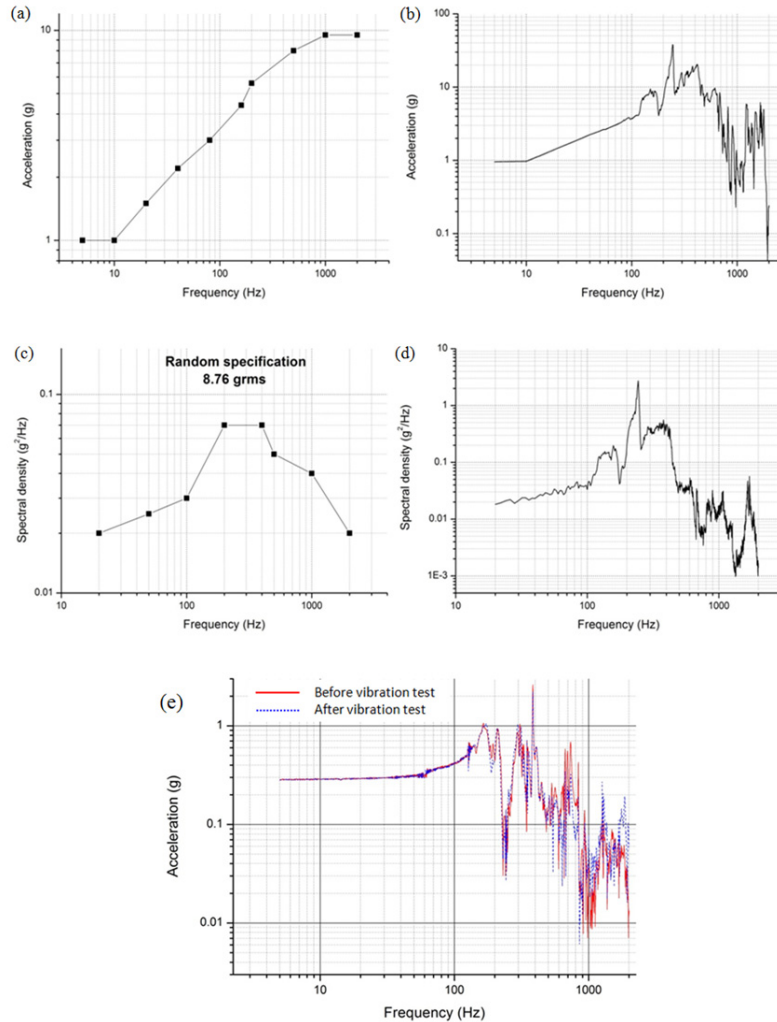 (a)
10
1
Acceleration (g)
10
100
1000
Frequency (Hz)
(b)
100
10
1
0.1
Acceleration (g)
10
100
1000
Frequency (Hz)
(c)
Random specification
8.76 grms
0.1
0.01
Spectral density (g²/Hz)
10
100
1000
Frequency (Hz)
(d)
10
1
0.1
0.01
1E-3
Spectral density (g²/Hz)
10
100
1000
Frequency (Hz)
(e)
Before vibration test
After vibration test
1
0.1
0.01
Acceleration (g)
10
100
1000
Frequency (Hz)